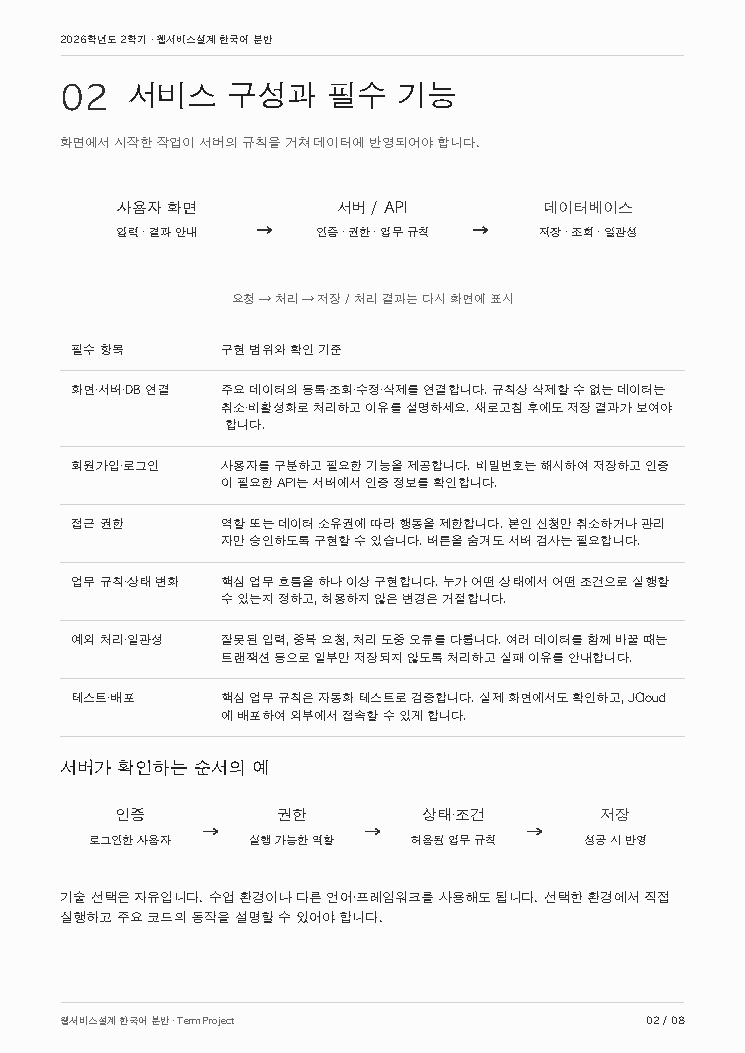 2026학년도 2학기 · 웹서비스설계 한국어 분반
02 서비스 구성과 필수 기능
화면에서 시작한 작업이 서버의 규칙을 거쳐 데이터에 반영되어야 합니다.
사용자 화면 서버 / API 데이터베이스
입력 · 결과 안내 → 인증 · 권한 · 업무 규칙 → 저장 · 조회 · 일관성
요청 → 처리 → 저장 / 처리 결과는 다시 화면에 표시
필수 항목 구현 범위와 확인 기준
화면·서버·DB 연결 주요 데이터의 등록·조회·수정·삭제를 연결합니다. 규칙상 삭제할 수 없는 데이터는
취소·비활성화로 처리하고 이유를 설명하세요. 새로고침 후에도 저장 결과가 보여야
합니다.
회원가입·로그인 사용자를 구분하고 필요한 기능을 제공합니다. 비밀번호는 해시하여 저장하고 인증
이 필요한 API는 서버에서 인증 정보를 확인합니다.
접근 권한 역할 또는 데이터 소유권에 따라 행동을 제한합니다. 본인 신청만 취소하거나 관리
자만 승인하도록 구현할 수 있습니다. 버튼을 숨겨도 서버 검사는 필요합니다.
업무 규칙·상태 변화 핵심 업무 흐름을 하나 이상 구현합니다. 누가 어떤 상태에서 어떤 조건으로 실행할
수 있는지 정하고, 허용하지 않은 변경은 거절합니다.
예외 처리·일관성 잘못된 입력, 중복 요청, 처리 도중 오류를 다룹니다. 여러 데이터를 함께 바꿀 때는
트랜잭션 등으로 일부만 저장되지 않도록 처리하고 실패 이유를 안내합니다.
테스트·배포 핵심 업무 규칙은 자동화 테스트로 검증합니다. 실제 화면에서도 확인하고, JCloud
에 배포하여 외부에서 접속할 수 있게 합니다.
서버가 확인하는 순서의 예
인증 권한 상태·조건 저장
로그인한 사용자 → 실행 가능한 역할 → 허용된 업무 규칙 → 성공 시 반영
기술 선택은 자유입니다. 수업 환경이나 다른 언어·프레임워크를 사용해도 됩니다. 선택한 환경에서 직접
실행하고 주요 코드의 동작을 설명할 수 있어야 합니다.
웹서비스설계 한국어 분반 · Term Project 02 / 08